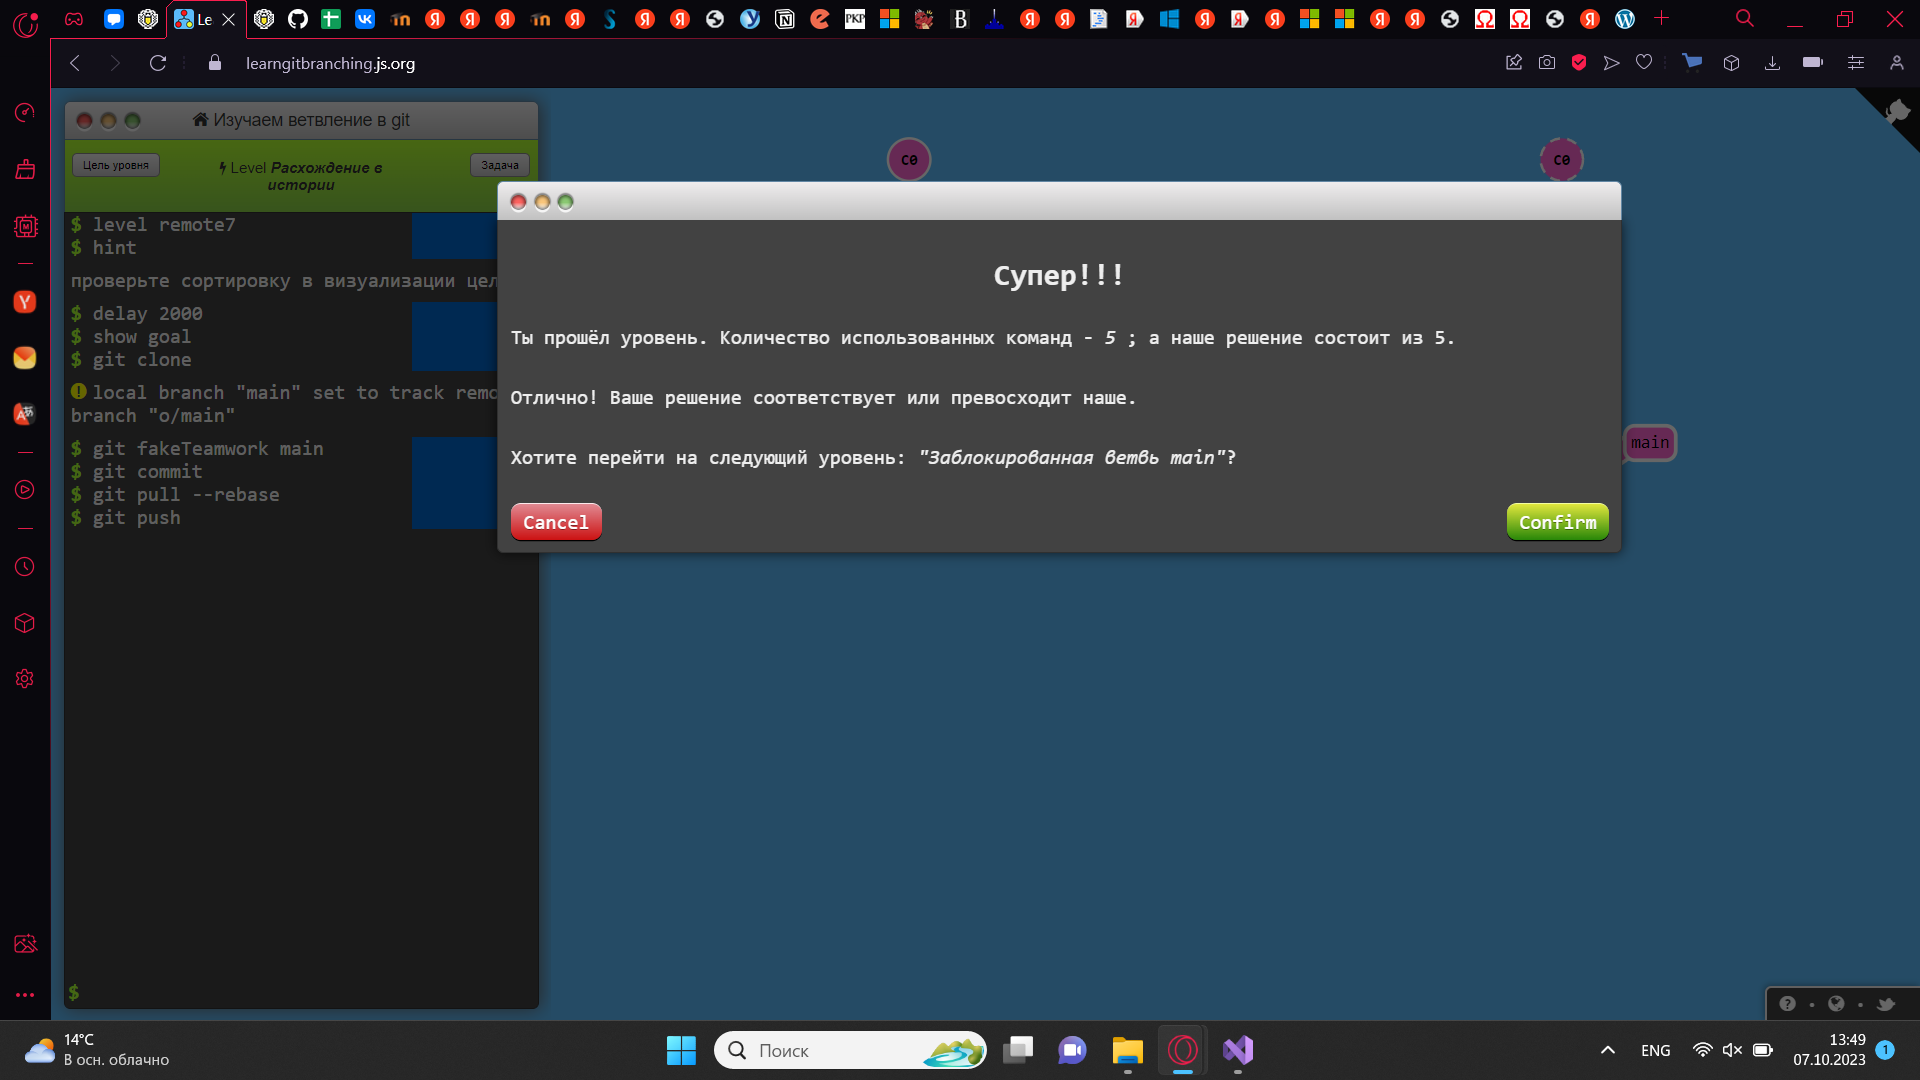 Le
learngitbranching.js.org
Изучаем ветвление в git
Цель уровня
Level Расхождение в
истории
Задача
$ level remote7
$ hint
проверьте сортировку в визуализации цел
$ delay 2000
$ show goal
$ git clone
local branch "main" set to track remo
branch "o/main"
$ git fakeTeamwork main
$ git commit
$ git pull --rebase
$ git push
$
C0
C0
main
Супер!!!
Ты прошёл уровень. Количество использованных команд - 5 ; а наше решение состоит из 5.
Отлично! Ваше решение соответствует или превосходит наше.
Хотите перейти на следующий уровень: "Заблокированная ветвь main"?
Cancel
Confirm
14°C
В осн. облачно
Поиск
ENG
13:49
07.10.2023
1